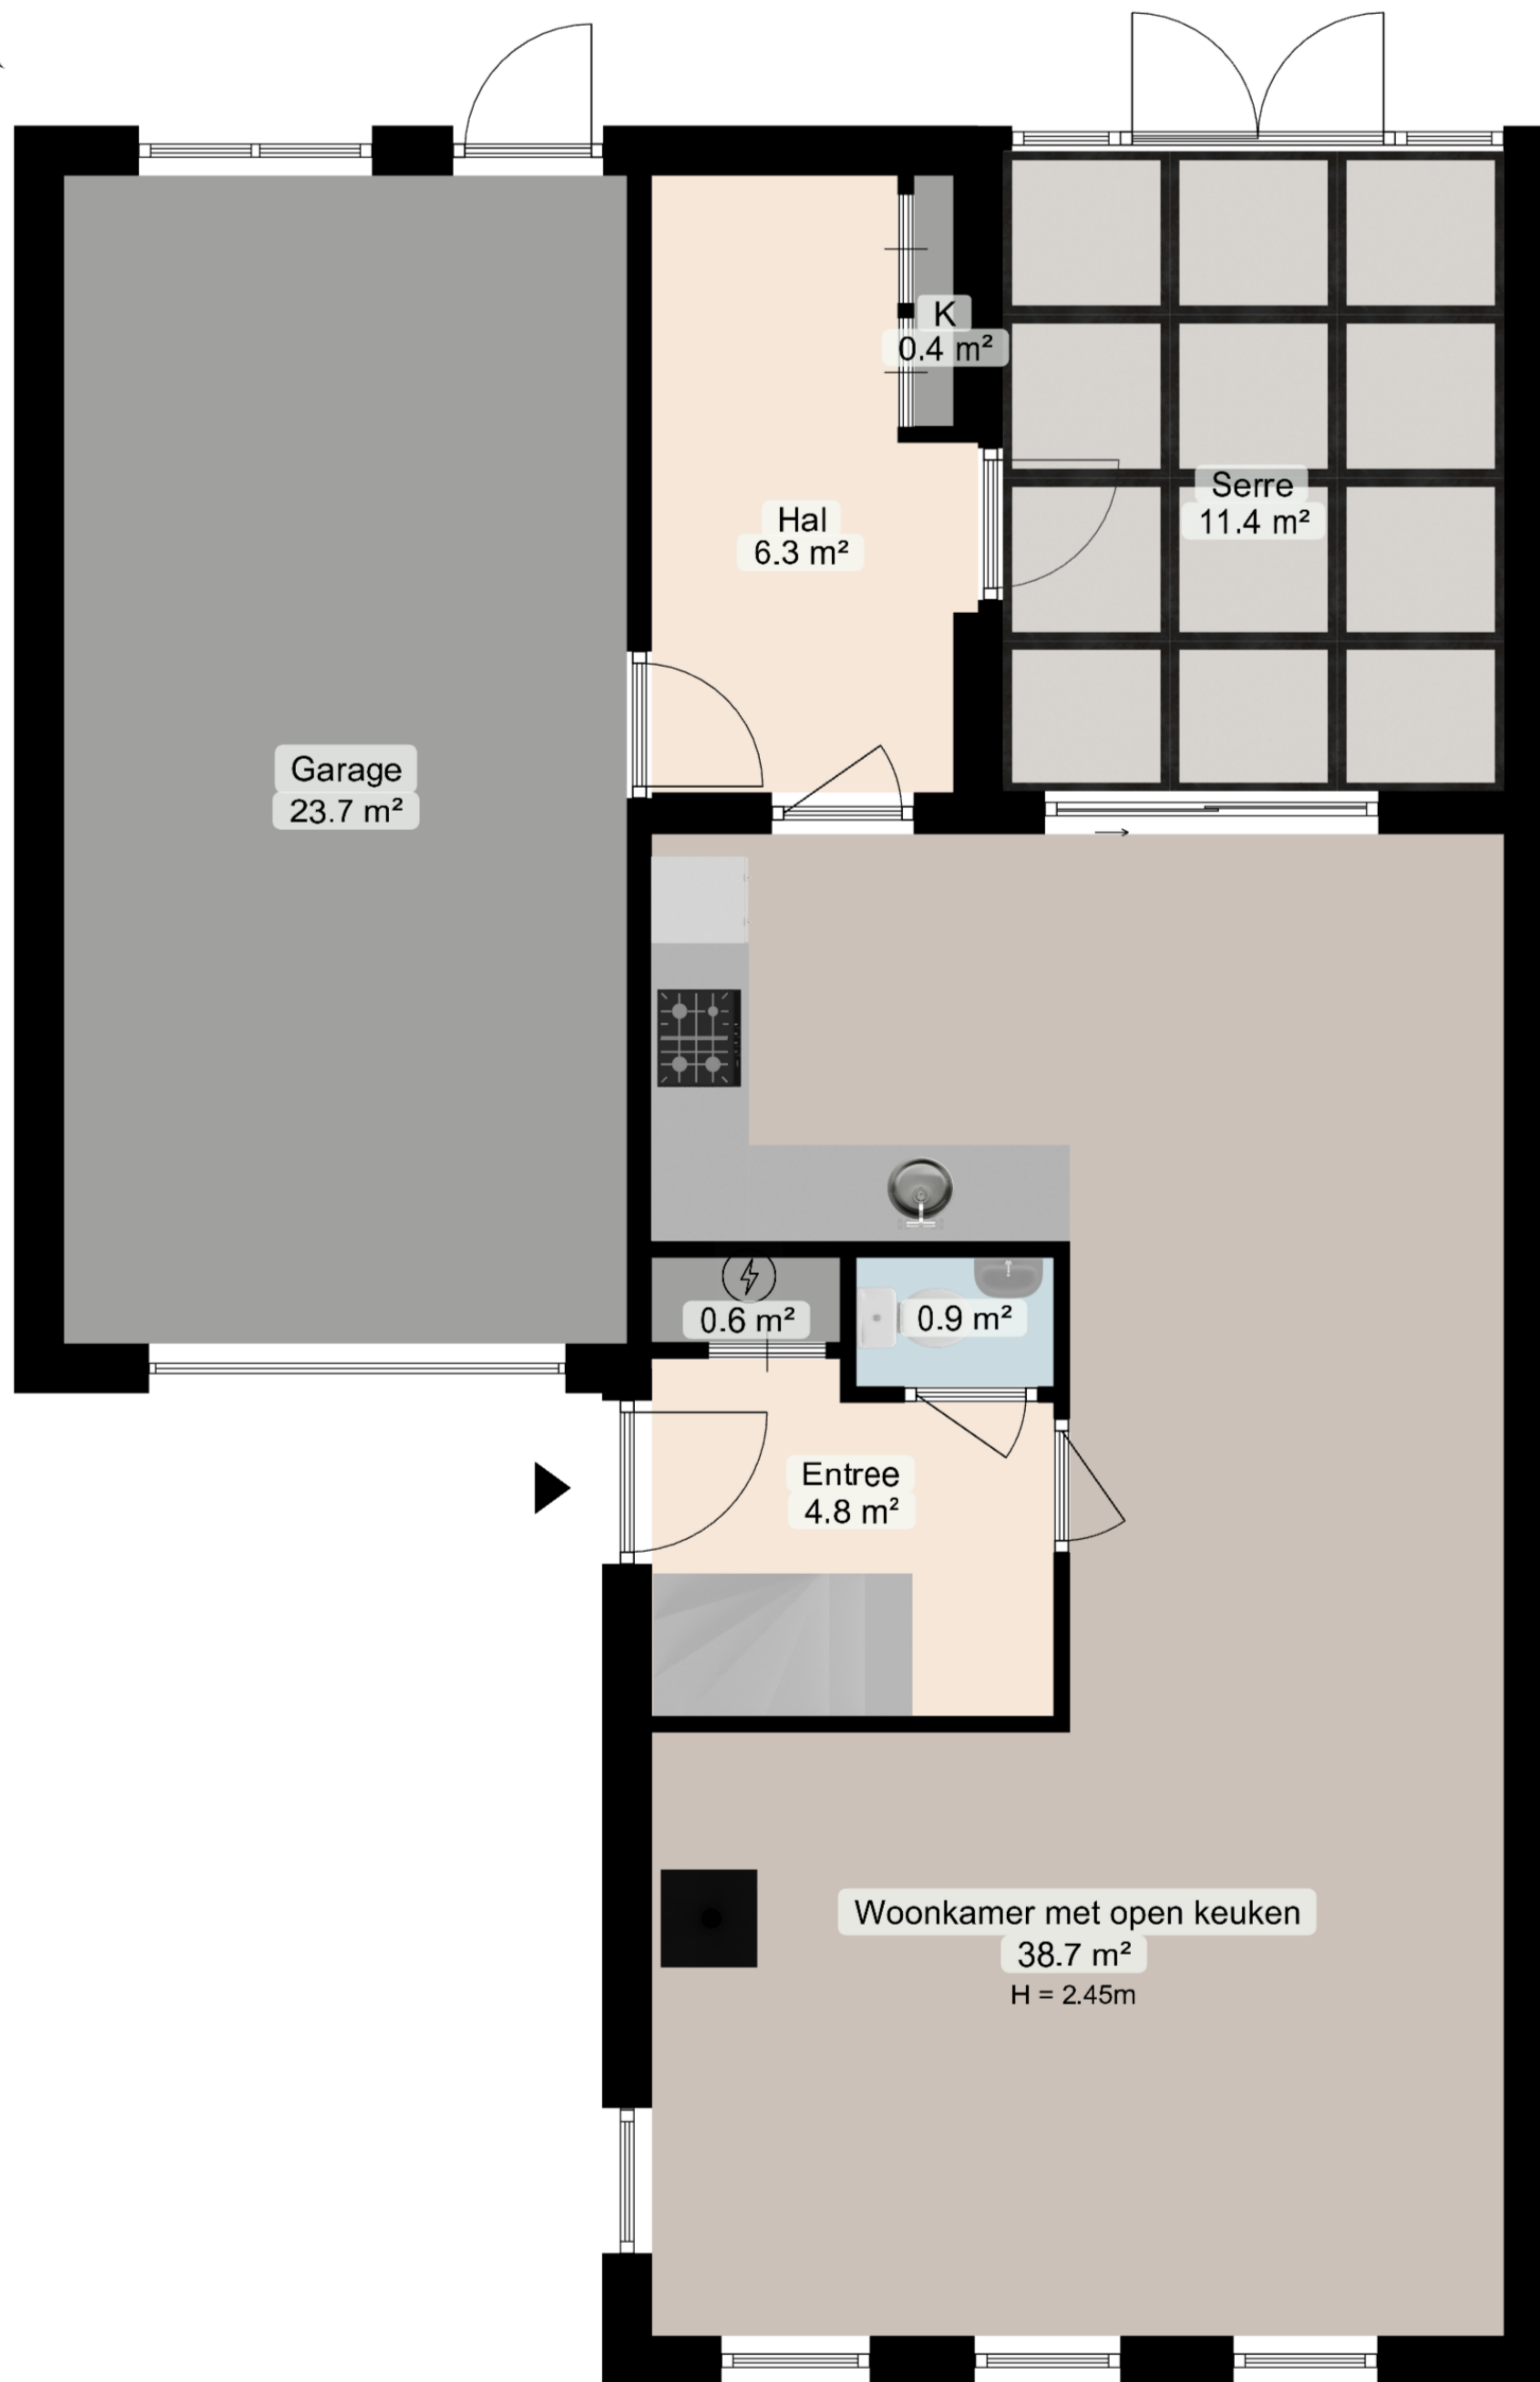 K
0.4 m²
Serre
11.4 m²
Hal
6.3 m²
Garage
23.7 m²
0.6 m²
0.9 m²
Entree
4.8 m²
Woonkamer met open keuken
38.7 m²
H = 2.45m